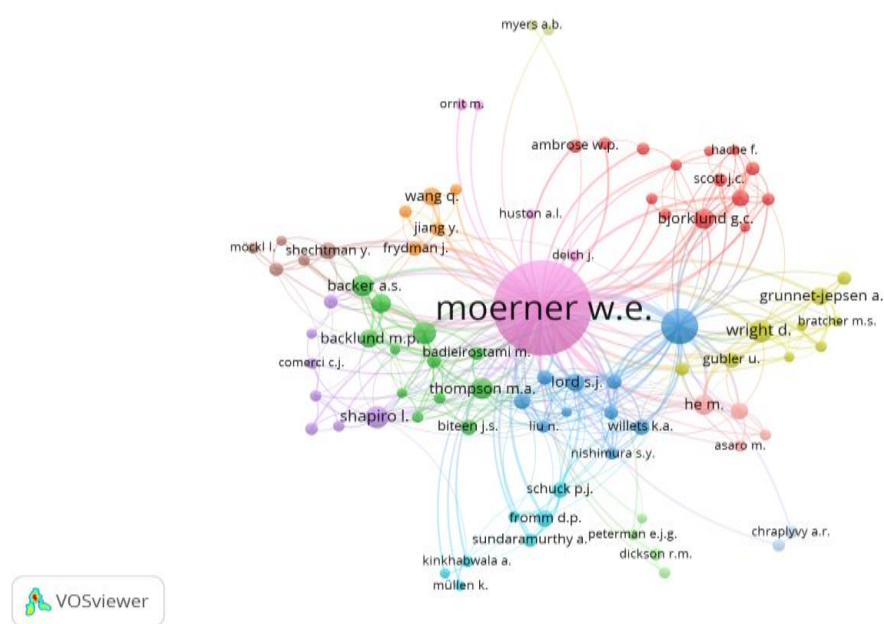 myers a.b.
orrit m.
ambrose w.p.
hache f.
scott j.c.
wang q.
huston a.l.
bjorklund g.c.
jiang y.
möckl l.
shechtman y.
frydman j.
deich j.
backer a.s.
grunnet-jepsen a.
moerner w.e.
bratcher m.s.
wright d.
backlund m.p.
badieirostami m.
gubler u.
comerci c.j.
lord s.j.
thompson m.a.
he m.
shapiro l.
biteen j.s.
liu n.
willets k.a.
asaro m.
nishimura s.y.
schuck p.j.
fromm d.p.
chraplyvy a.r.
peterman e.j.g.
sundaramurthy a.
dickson r.m.
kinkhabwala a.
müllen k.
VOSviewer